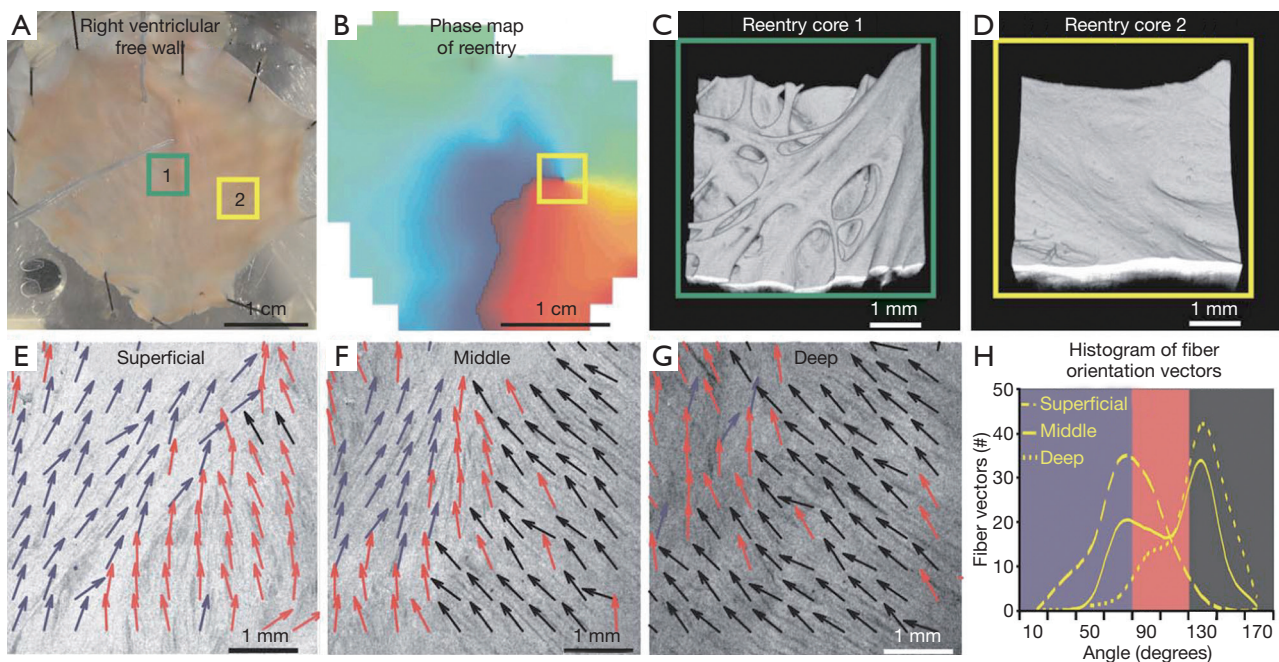 A
Right ventriclular
free wall
1
2
1 cm
B
Phase map
of reentry
1 cm
C
Reentry core 1
1 mm
D
Reentry core 2
1 mm
E
Superficial
1 mm
F
Middle
1 mm
G
Deep
1 mm
H
Histogram of fiber
orientation vectors
Fiber vectors (#)
50
40
30
20
10
0
Superficial
Middle
Deep
10 50 90 130 170
Angle (degrees)